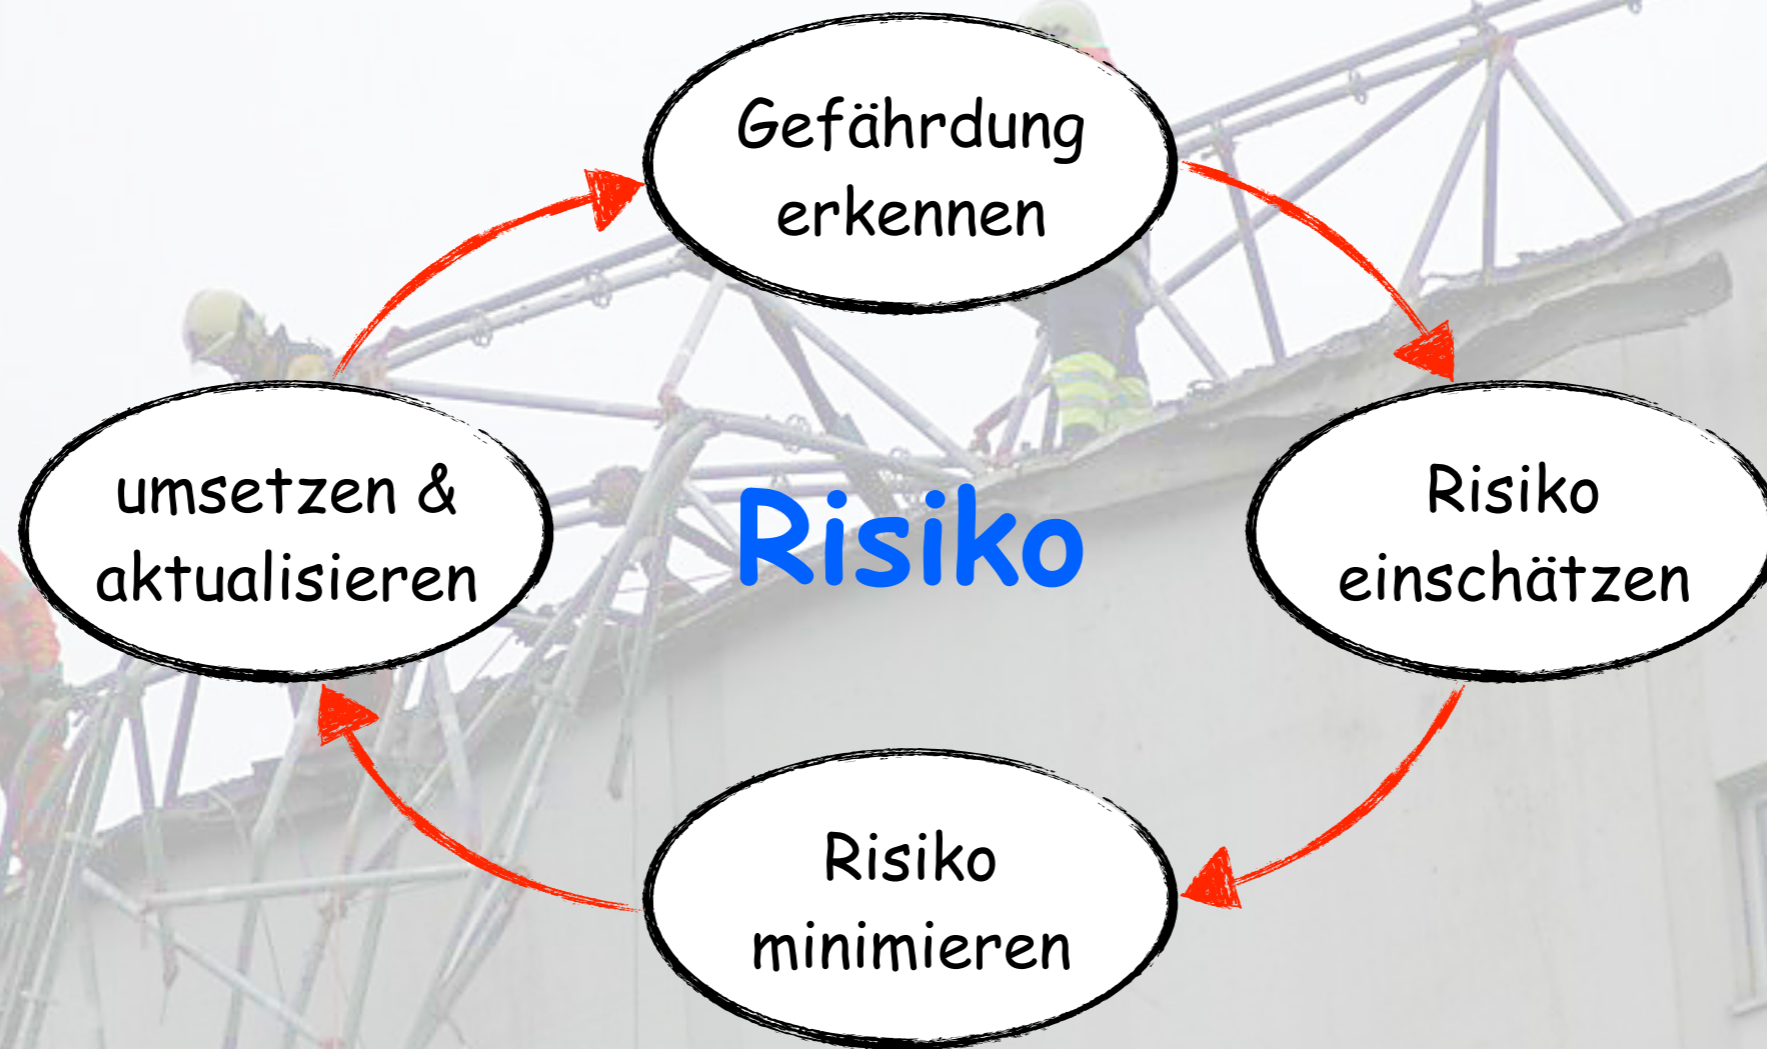 Gefährdung
erkennen
umsetzen &
aktualisieren
Risiko
Risiko
einschätzen
Risiko
minimieren